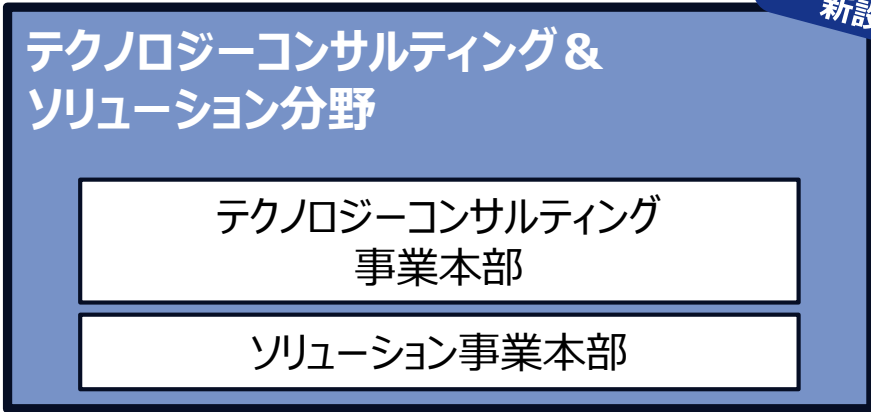 新設
テクノロジーコンサルティング＆
ソリューション分野
テクノロジーコンサルティング
事業本部
ソリューション事業本部